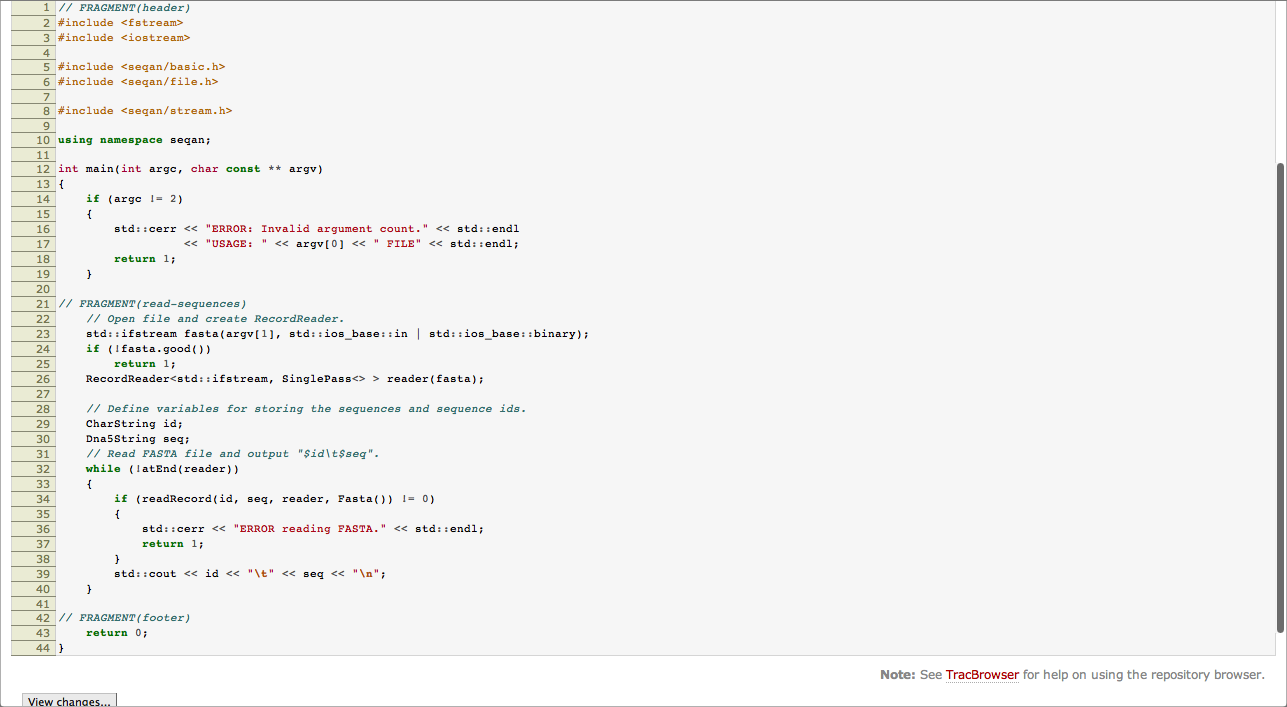 1 // FRAGMENT(header)
2 #include <fstream>
3 #include <iostream>
4
5 #include <seqan/basic.h>
6 #include <seqan/file.h>
7
8 #include <seqan/stream.h>
9
10 using namespace seqan;
11
12 int main(int argc, char const ** argv)
13 {
14     if (argc != 2)
15     {
16         std::cerr << "ERROR: Invalid argument count." << std::endl
17                   << "USAGE: " << argv[0] << " FILE" << std::endl;
18         return 1;
19     }
20
21 // FRAGMENT(read-sequences)
22     // Open file and create RecordReader.
23     std::ifstream fasta(argv[1], std::ios_base::in | std::ios_base::binary);
24     if (!fasta.good())
25         return 1;
26     RecordReader<std::ifstream, SinglePass<> > reader(fasta);
27
28     // Define variables for storing the sequences and sequence ids.
29     CharString id;
30     Dna5String seq;
31     // Read FASTA file and output "$id\t$seq".
32     while (!atEnd(reader))
33     {
34         if (readRecord(id, seq, reader, Fasta()) != 0)
35         {
36             std::cerr << "ERROR reading FASTA." << std::endl;
37             return 1;
38         }
39         std::cout << id << "\t" << seq << "\n";
40     }
41
42 // FRAGMENT(footer)
43     return 0;
44 }
Note: See TracBrowser for help on using the repository browser.
View changes...